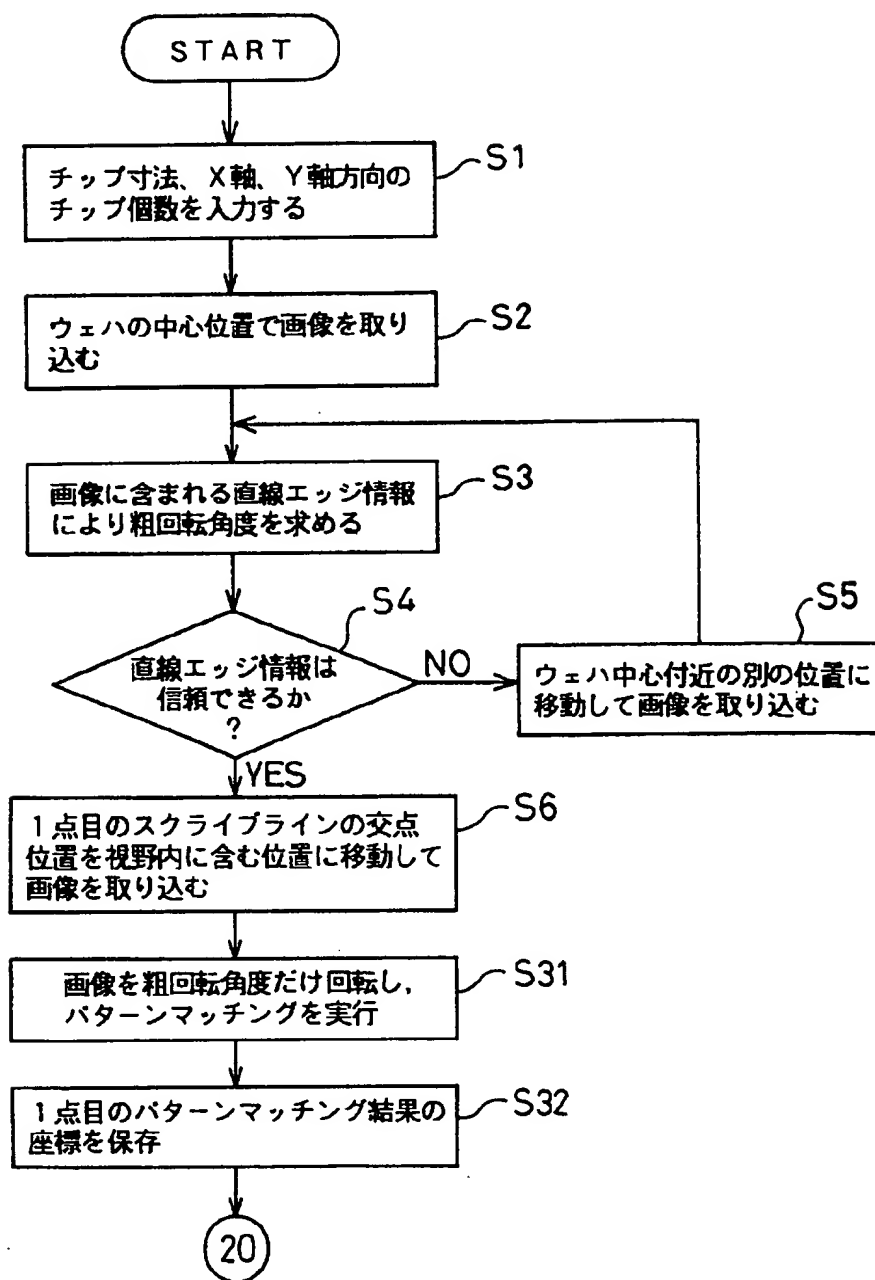 START
チップ寸法、X軸、Y軸方向の
チップ個数を入力する
S1
ウェハの中心位置で画像を取り
込む
S2
画像に含まれる直線エッジ情報
により粗回転角度を求める
S3
直線エッジ情報は
信頼できるか
?
S4
NO
ウェハ中心付近の別の位置に
移動して画像を取り込む
S5
YES
1点目のスクライブラインの交点
位置を視野内に含む位置に移動して
画像を取り込む
S6
画像を粗回転角度だけ回転し,
パターンマッチングを実行
S31
1点目のパターンマッチング結果の
座標を保存
S32
20